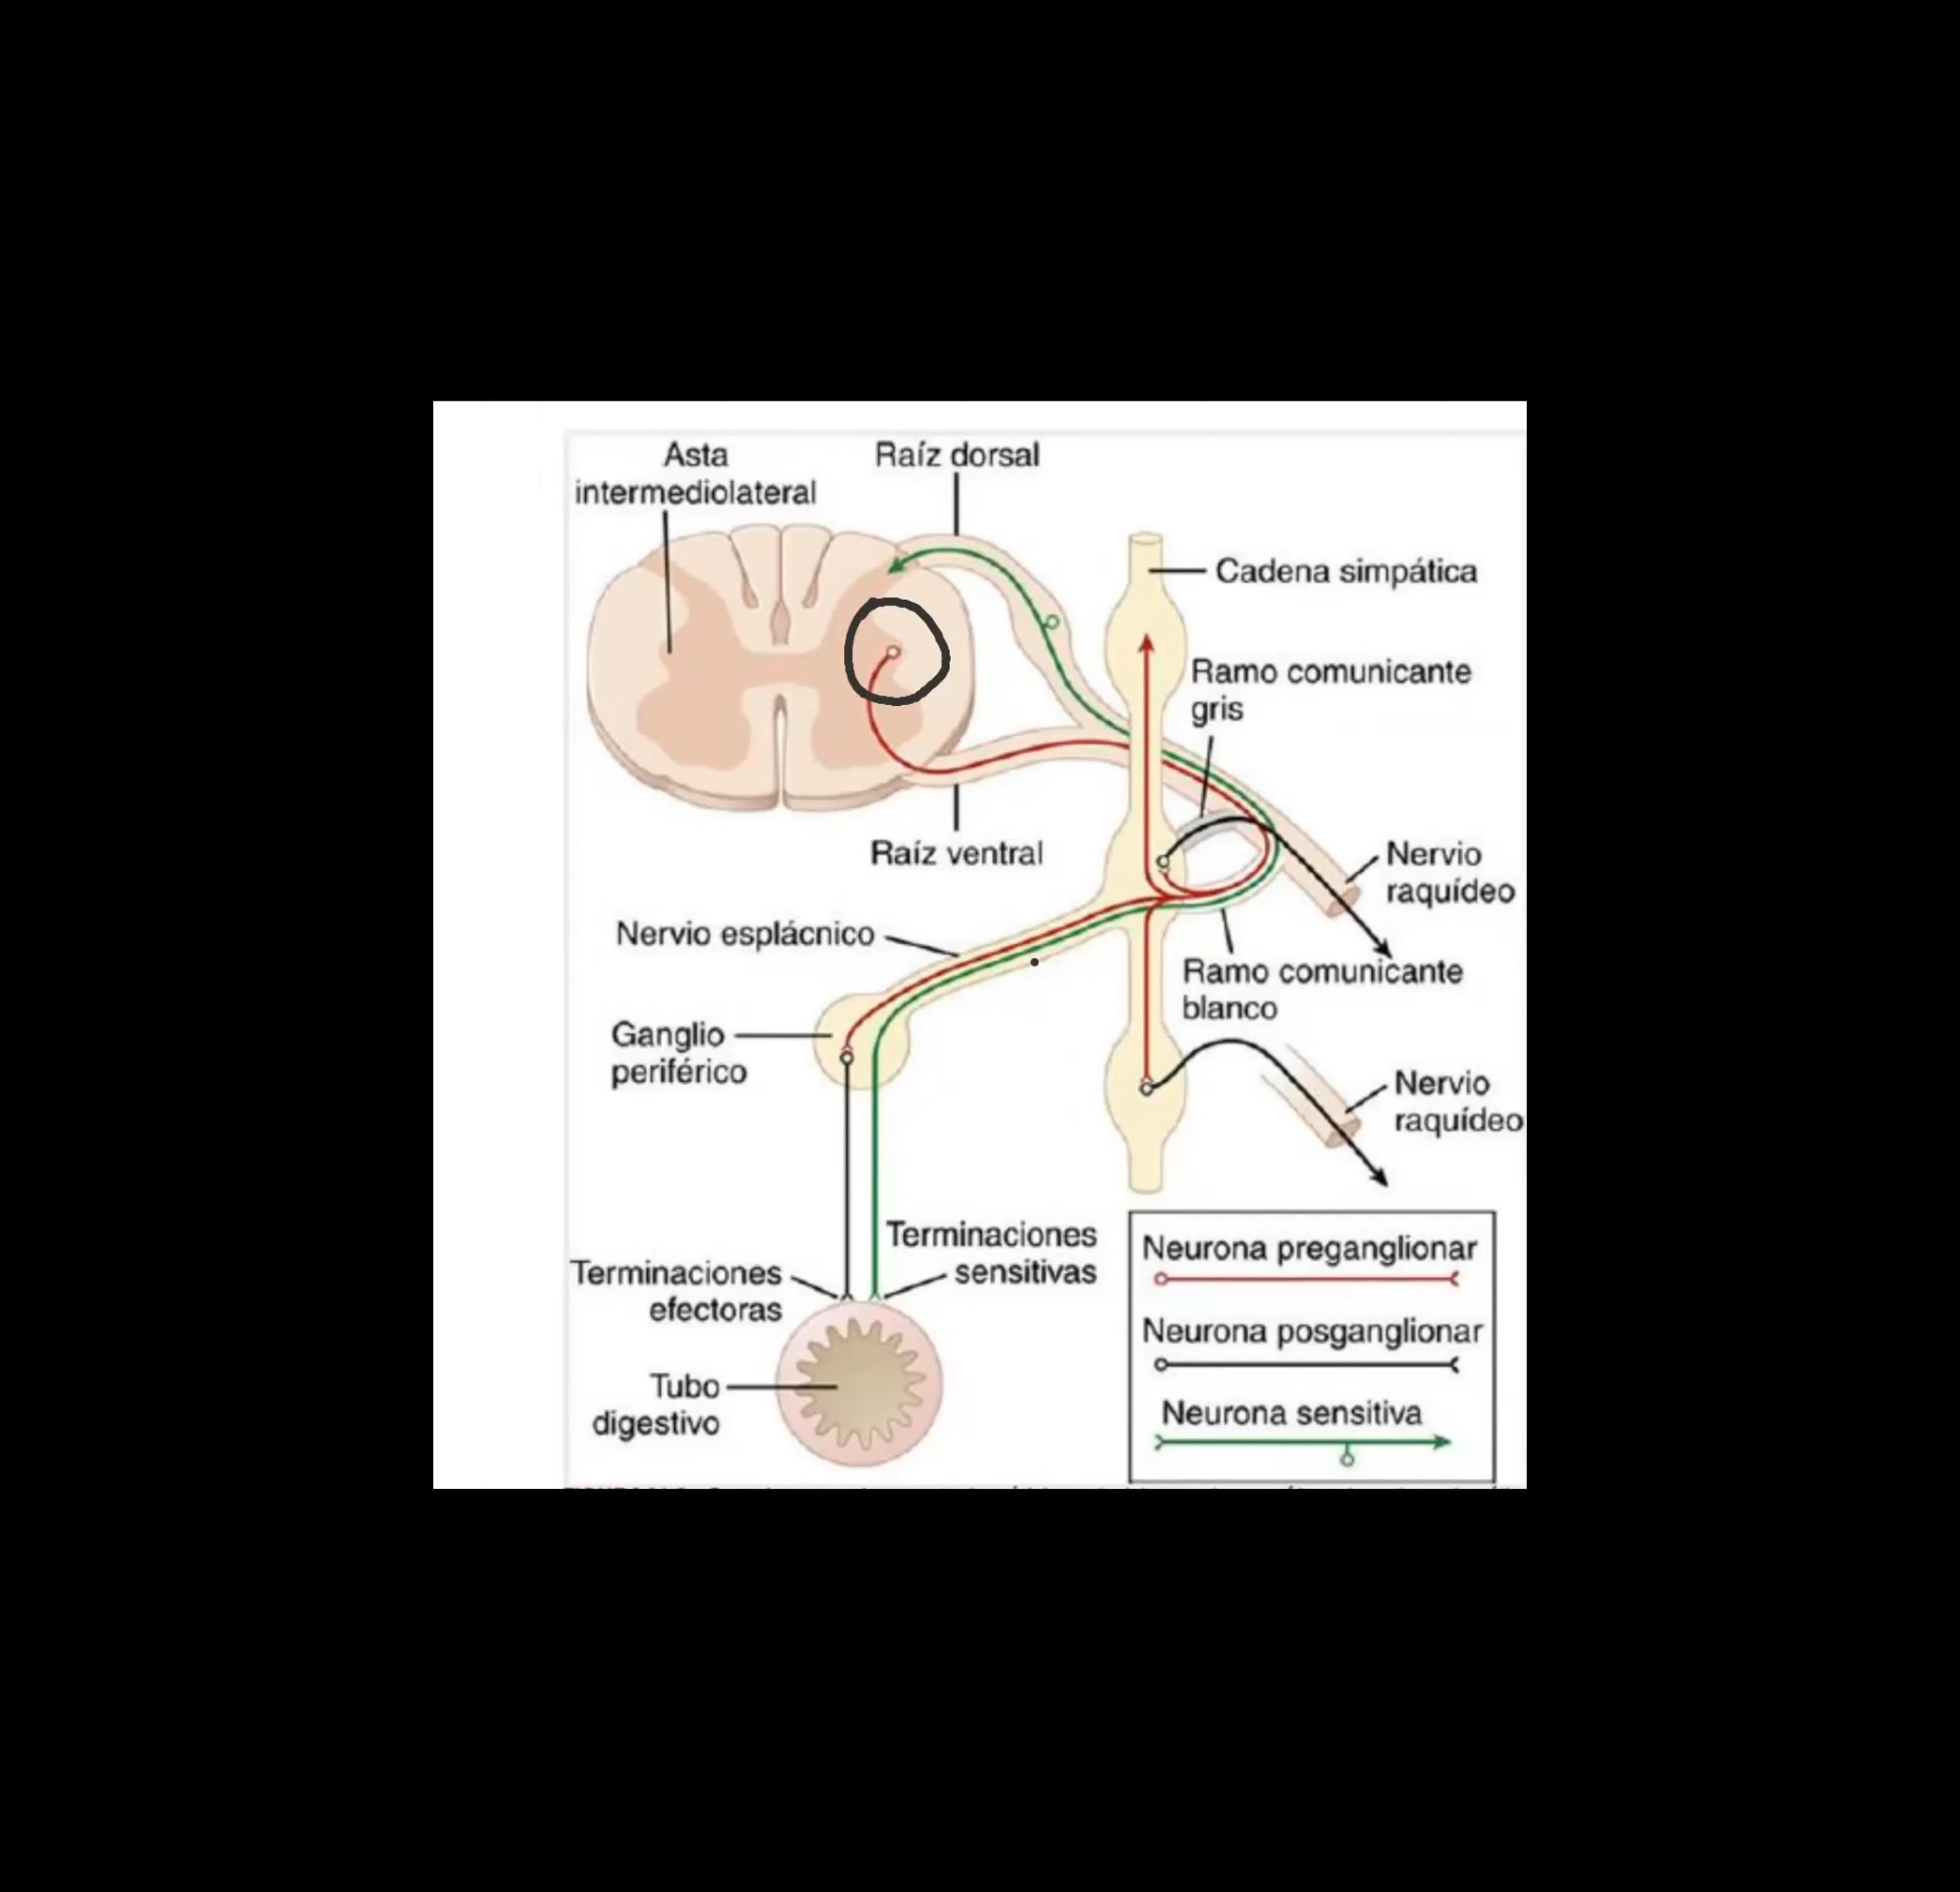 Asta
intermediolateral
Raíz dorsal
Cadena simpática
Ramo comunicante
gris
Raíz ventral
Nervio
raquídeo
Nervio esplácnico
Ramo comunicante
blanco
Ganglio
periférico
Nervio
raquídeo
Terminaciones
sensitivas
Terminaciones
efectoras
Tubo
digestivo
Neurona preganglionar
Neurona posganglionar
Neurona sensitiva